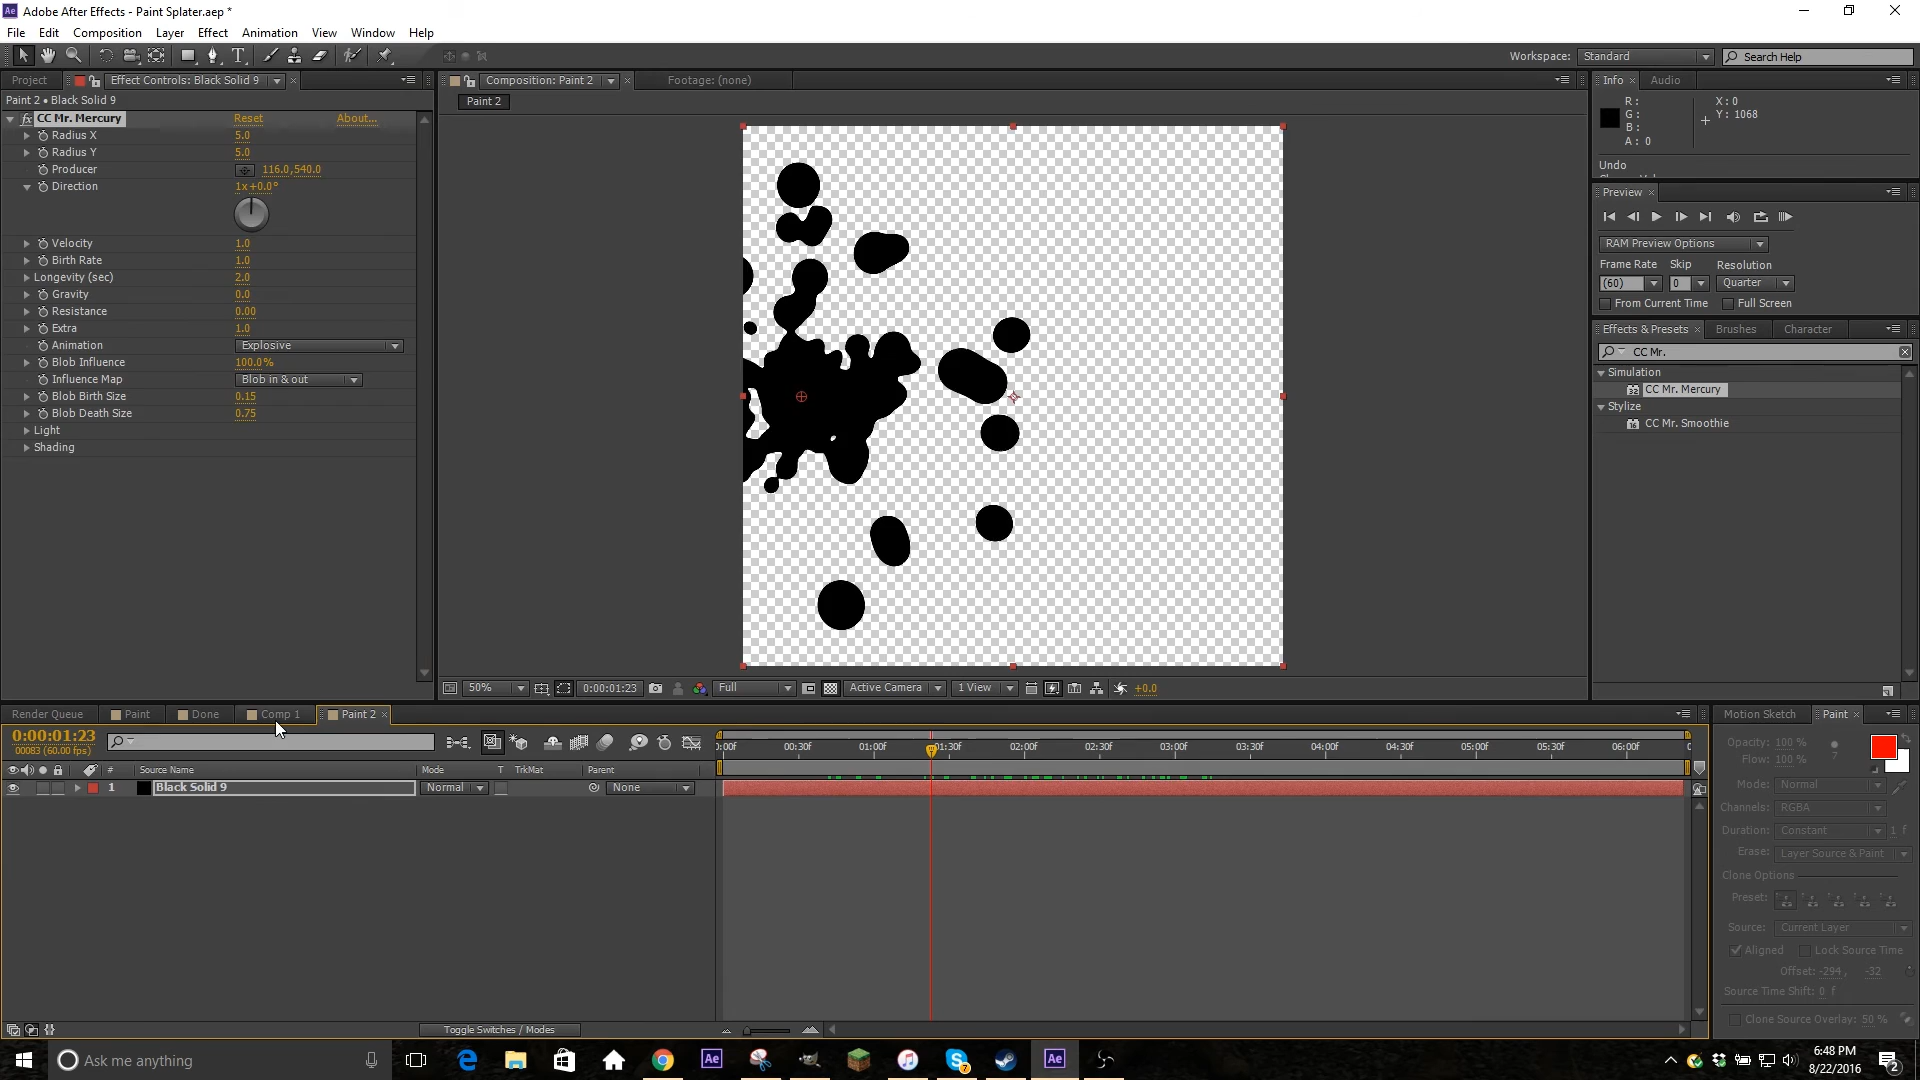 Adobe After Effects - Paint Splater.aep *
File Edit Composition Layer Effect Animation View Window Help
Workspace: Standard Search Help
Project Effect Controls: Black Solid 9 Composition: Paint 2 Footage: (none) Info Audio
Paint 2 • Black Solid 9
Paint 2
CC Mr. Mercury Reset About...
Radius X 5.0
Radius Y 5.0
Producer 116.0,540.0
Direction 1x+0.0°
Velocity 1.0
Birth Rate 1.0
Longevity (sec) 2.0
Gravity 0.0
Resistance 0.00
Extra 1.0
Animation Explosive
Blob Influence 100.0%
Influence Map Blob in & out
Blob Birth Size 0.15
Blob Death Size 0.75
Light
Shading
50% 0:00:01:23 Full Active Camera 1 View +0.0
R: X: 0
G: Y: 1068
B:
A: 0
Undo
Preview
RAM Preview Options
Frame Rate Skip Resolution
(60) 0 Quarter
From Current Time Full Screen
Effects & Presets Brushes Character
CC Mr.
Simulation
32 CC Mr. Mercury
Stylize
16 CC Mr. Smoothie
Render Queue Paint Done Comp 1 Paint 2
0:00:01:23
00083 (60.00 fps)
# Source Name Mode T TrkMat Parent
1 Black Solid 9 Normal None
0:00f 00:30f 01:00f 01:30f 02:00f 02:30f 03:00f 03:30f 04:00f 04:30f 05:00f 05:30f 06:00f
Toggle Switches / Modes
Motion Sketch Paint
Opacity: 100 %
Flow: 100 %
Mode: Normal
Channels: RGBA
Duration: Constant 1 f
Erase: Layer Source & Paint
Clone Options
Preset:
Source: Current Layer
Aligned Lock Source Time
Offset: -294, -32
Source Time Shift: 0 f
Clone Source Overlay: 50 %
Ask me anything
Ae
7
Ae
6:48 PM
8/22/2016
2